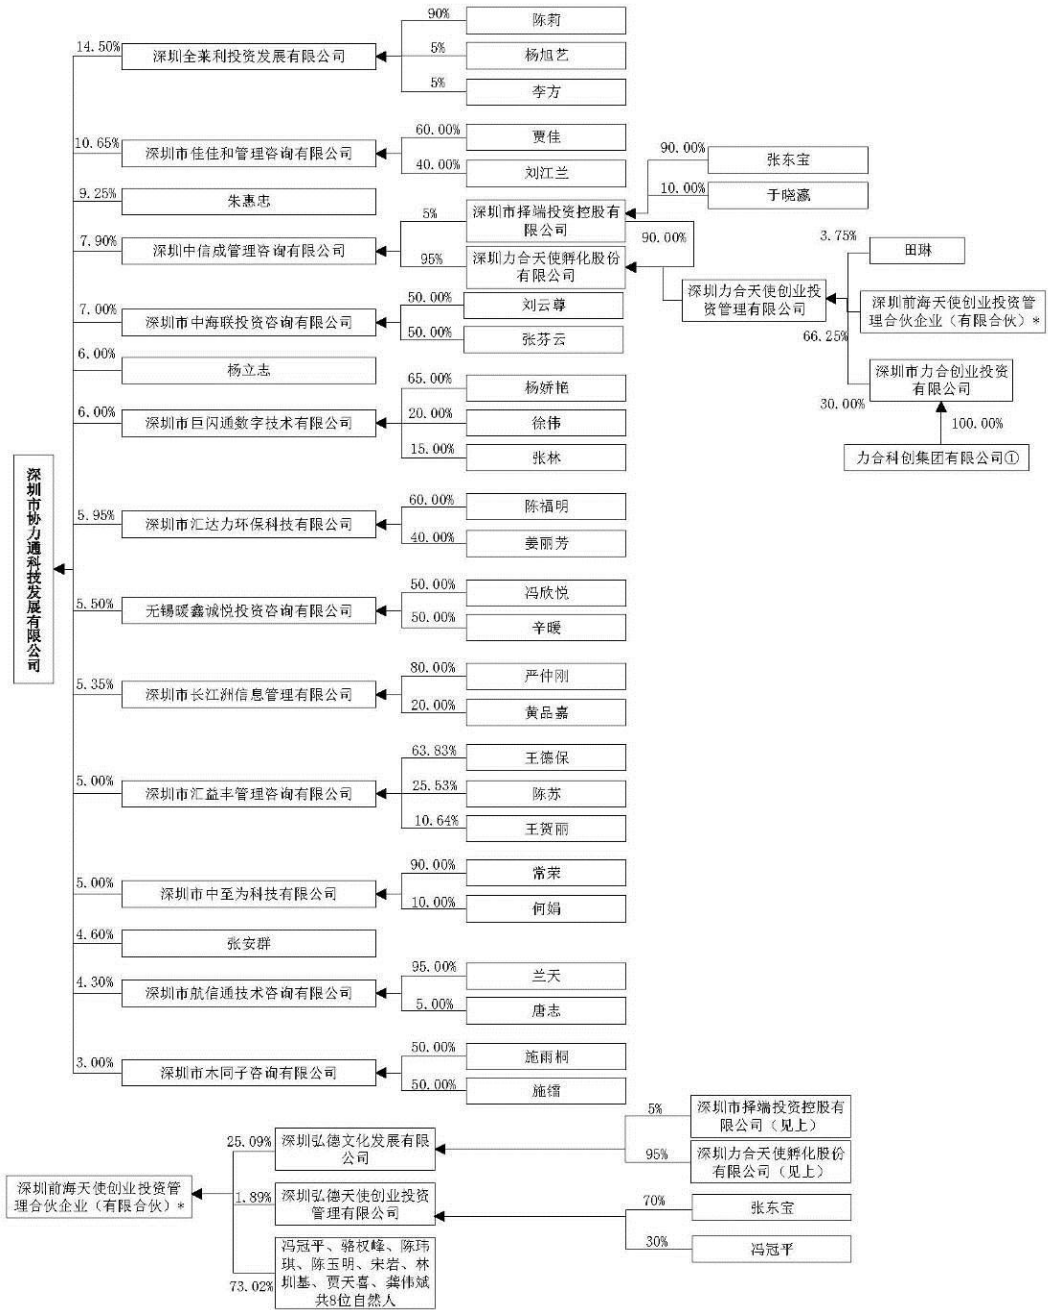 深圳市协力通科技发展有限公司
14.50%
深圳全莱利投资发展有限公司
90%
陈莉
5%
杨旭艺
5%
李方
10.65%
深圳市佳佳和管理咨询有限公司
60.00%
贾佳
40.00%
刘江兰
9.25%
朱惠忠
7.90%
深圳中信成管理咨询有限公司
5%
深圳市择端投资控股有
限公司
95%
深圳力合天使孵化股份
有限公司
90.00%
张东宝
10.00%
于晓瀛
90.00%
深圳力合天使创业投
资管理有限公司
3.75%
田琳
66.25%
深圳前海天使创业投资管
理合伙企业（有限合伙）*
30.00%
深圳市力合创业投资
有限公司
100.00%
力合科创集团有限公司①
7.00%
深圳市中海联投资咨询有限公司
50.00%
刘云尊
50.00%
张芬云
6.00%
杨立志
6.00%
深圳市巨闪通数字技术有限公司
65.00%
杨娇艳
20.00%
徐伟
15.00%
张林
5.95%
深圳市汇达力环保科技有限公司
60.00%
陈福明
40.00%
姜丽芳
5.50%
无锡暖鑫诚悦投资咨询有限公司
50.00%
冯欣悦
50.00%
辛暖
5.35%
深圳市长江洲信息管理有限公司
80.00%
严仲刚
20.00%
黄品嘉
5.00%
深圳市汇益丰管理咨询有限公司
63.83%
王德保
25.53%
陈苏
10.64%
王贺丽
5.00%
深圳市中至为科技有限公司
90.00%
常荣
10.00%
何娟
4.60%
张安群
4.30%
深圳市航信通技术咨询有限公司
95.00%
兰天
5.00%
唐志
3.00%
深圳市木同子咨询有限公司
50.00%
施雨桐
50.00%
施镭
深圳前海天使创业投资管
理合伙企业（有限合伙）*
25.09%
深圳弘德文化发展有限
公司
5%
深圳市择端投资控股有
限公司（见上）
95%
深圳力合天使孵化股份
有限公司（见上）
1.89%
深圳弘德天使创业投资
管理有限公司
70%
张东宝
30%
冯冠平
73.02%
冯冠平、骆权峰、陈玮
琪、陈玉明、宋岩、林
圳基、贾天喜、龚伟斌
共8位自然人